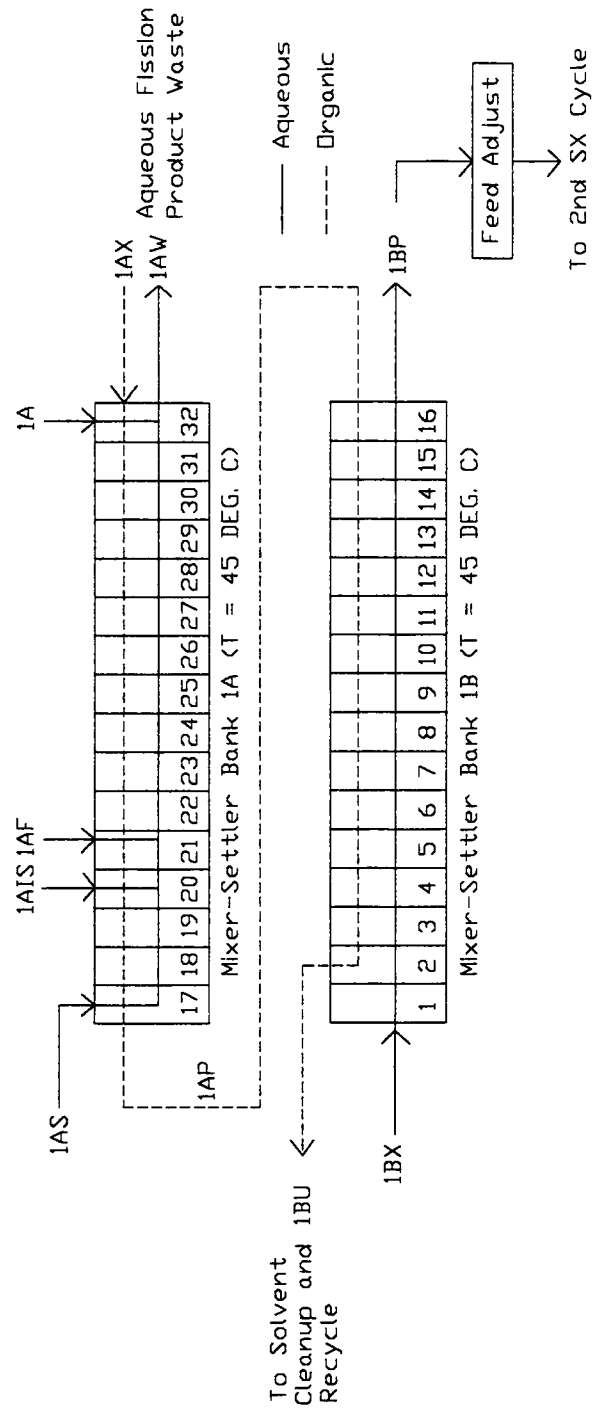 1A
1AX
1AW Aqueous Fission
Product Waste
1AIS 1AF
1AS
17 18 19 20 21 22 23 24 25 26 27 28 29 30 31 32
Mixer-Settler Bank 1A (T = 45 DEG. C)
1AP
Aqueous
Organic
To Solvent
Cleanup and 1BU
Recycle
1BX
1 2 3 4 5 6 7 8 9 10 11 12 13 14 15 16
Mixer-Settler Bank 1B (T = 45 DEG. C)
1BP
Feed Adjust
To 2nd SX Cycle